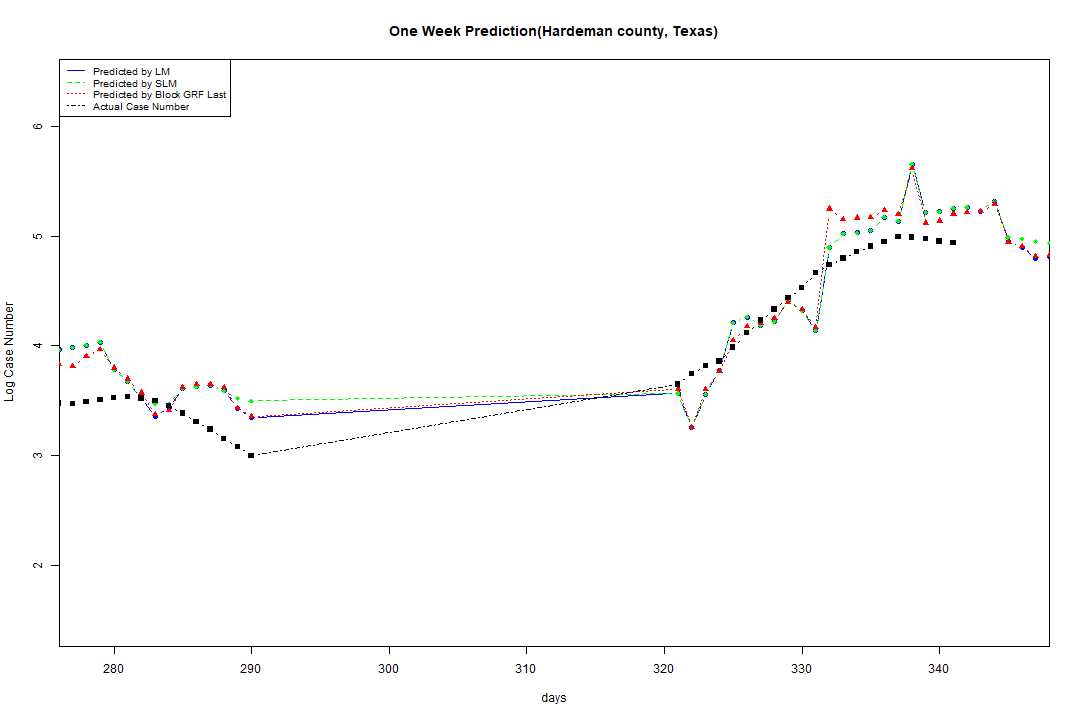 One Week Prediction(Hardeman county, Texas)
Predicted by LM
Predicted by SLM
Predicted by Block GRF Last
Actual Case Number
Log Case Number
6
5
4
3
2
280 290 300 310 320 330 340
days